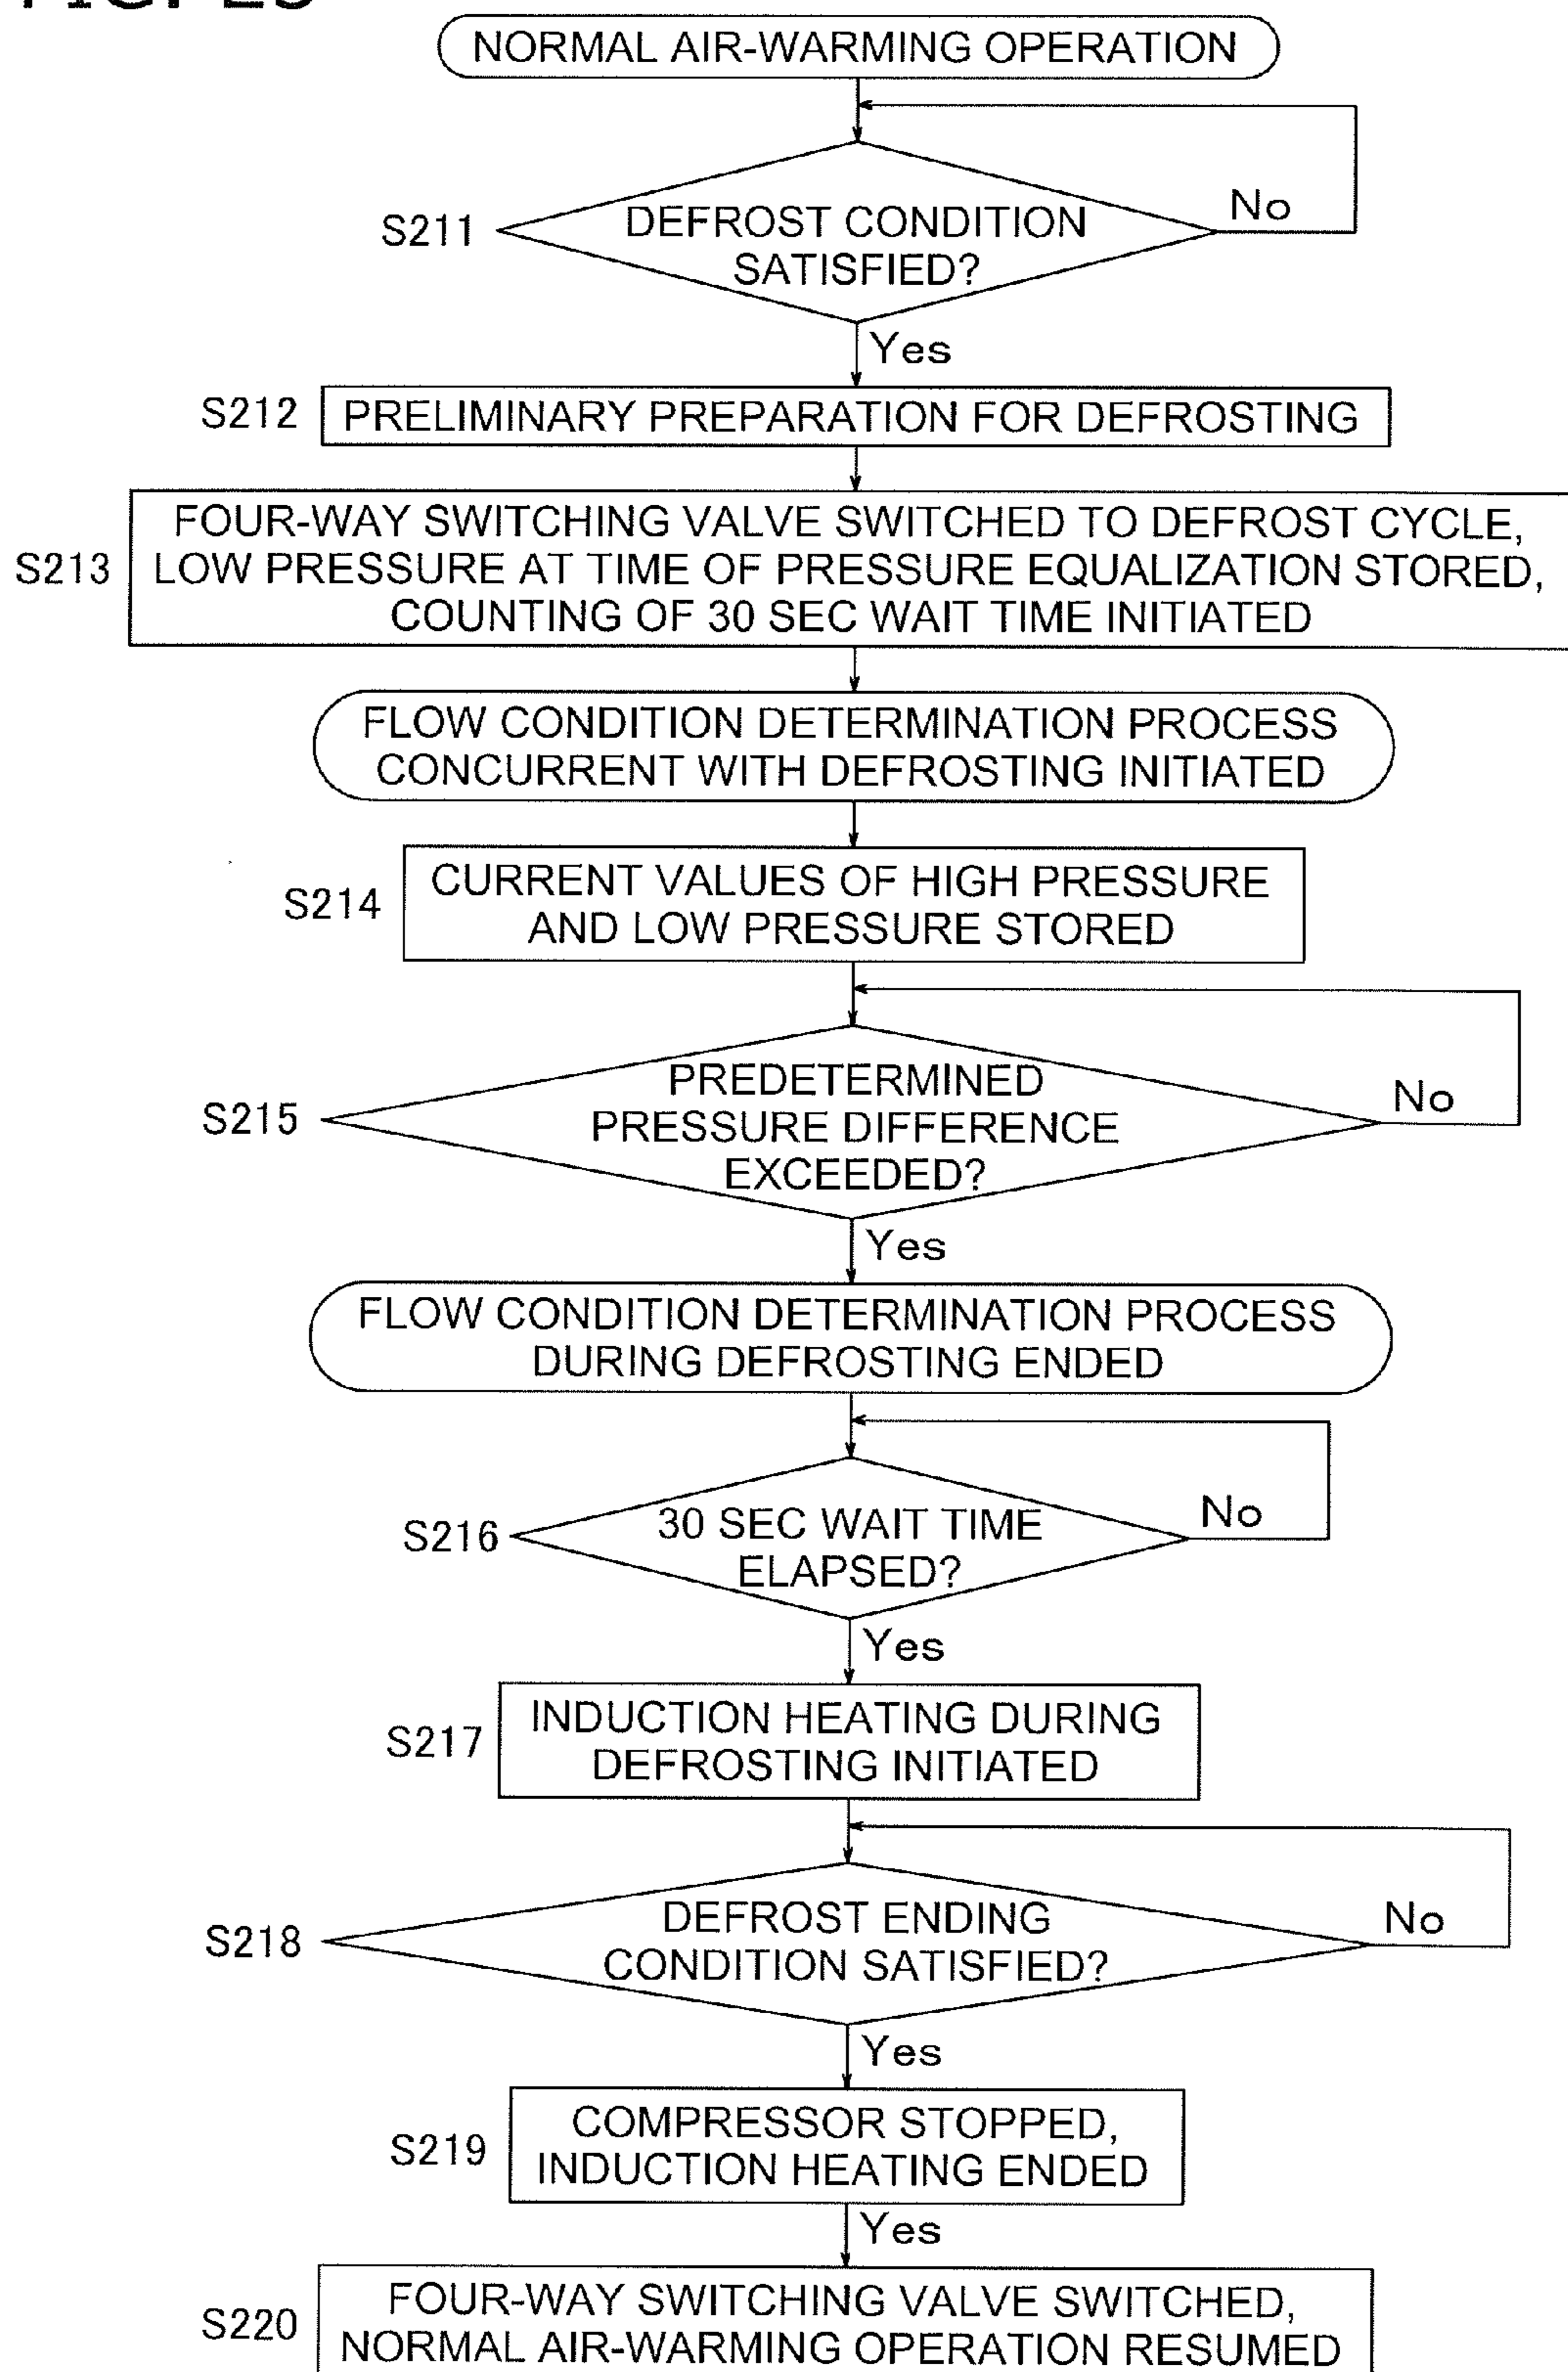 NORMAL AIR-WARMING OPERATION
No
S211
DEFROST CONDITION
SATISFIED?
Yes
S212
PRELIMINARY PREPARATION FOR DEFROSTING
S213
FOUR-WAY SWITCHING VALVE SWITCHED TO DEFROST CYCLE,
LOW PRESSURE AT TIME OF PRESSURE EQUALIZATION STORED,
COUNTING OF 30 SEC WAIT TIME INITIATED
FLOW CONDITION DETERMINATION PROCESS
CONCURRENT WITH DEFROSTING INITIATED
S214
CURRENT VALUES OF HIGH PRESSURE
AND LOW PRESSURE STORED
S215
PREDETERMINED
PRESSURE DIFFERENCE
EXCEEDED?
No
Yes
FLOW CONDITION DETERMINATION PROCESS
DURING DEFROSTING ENDED
S216
30 SEC WAIT TIME
ELAPSED?
No
Yes
S217
INDUCTION HEATING DURING
DEFROSTING INITIATED
S218
DEFROST ENDING
CONDITION SATISFIED?
No
Yes
S219
COMPRESSOR STOPPED,
INDUCTION HEATING ENDED
Yes
S220
FOUR-WAY SWITCHING VALVE SWITCHED,
NORMAL AIR-WARMING OPERATION RESUMED